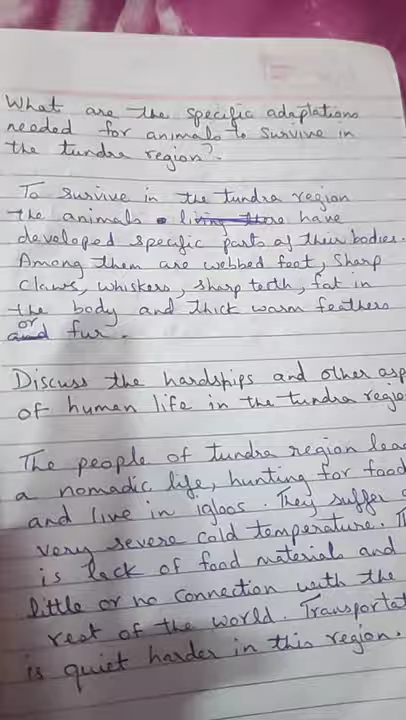 What are the specific adaptations
needed for animals to survive in
the tundra region?
To survive in the tundra region
the animals living there have
developed specific parts of their bodies.
Among them are webbed feet, sharp
claws, whiskers, sharp teeth, fat in
the body and thick warm feathers
or
and fur.
Discuss the hardships and other asp
of human life in the tundra regio
The people of tundra region lea
a nomadic life, hunting for food
and live in igloos. They suffer
very severe cold temperature. T
is lack of food material and
little or no connection with the
rest of the world. Transportat
is quiet harder in this region.